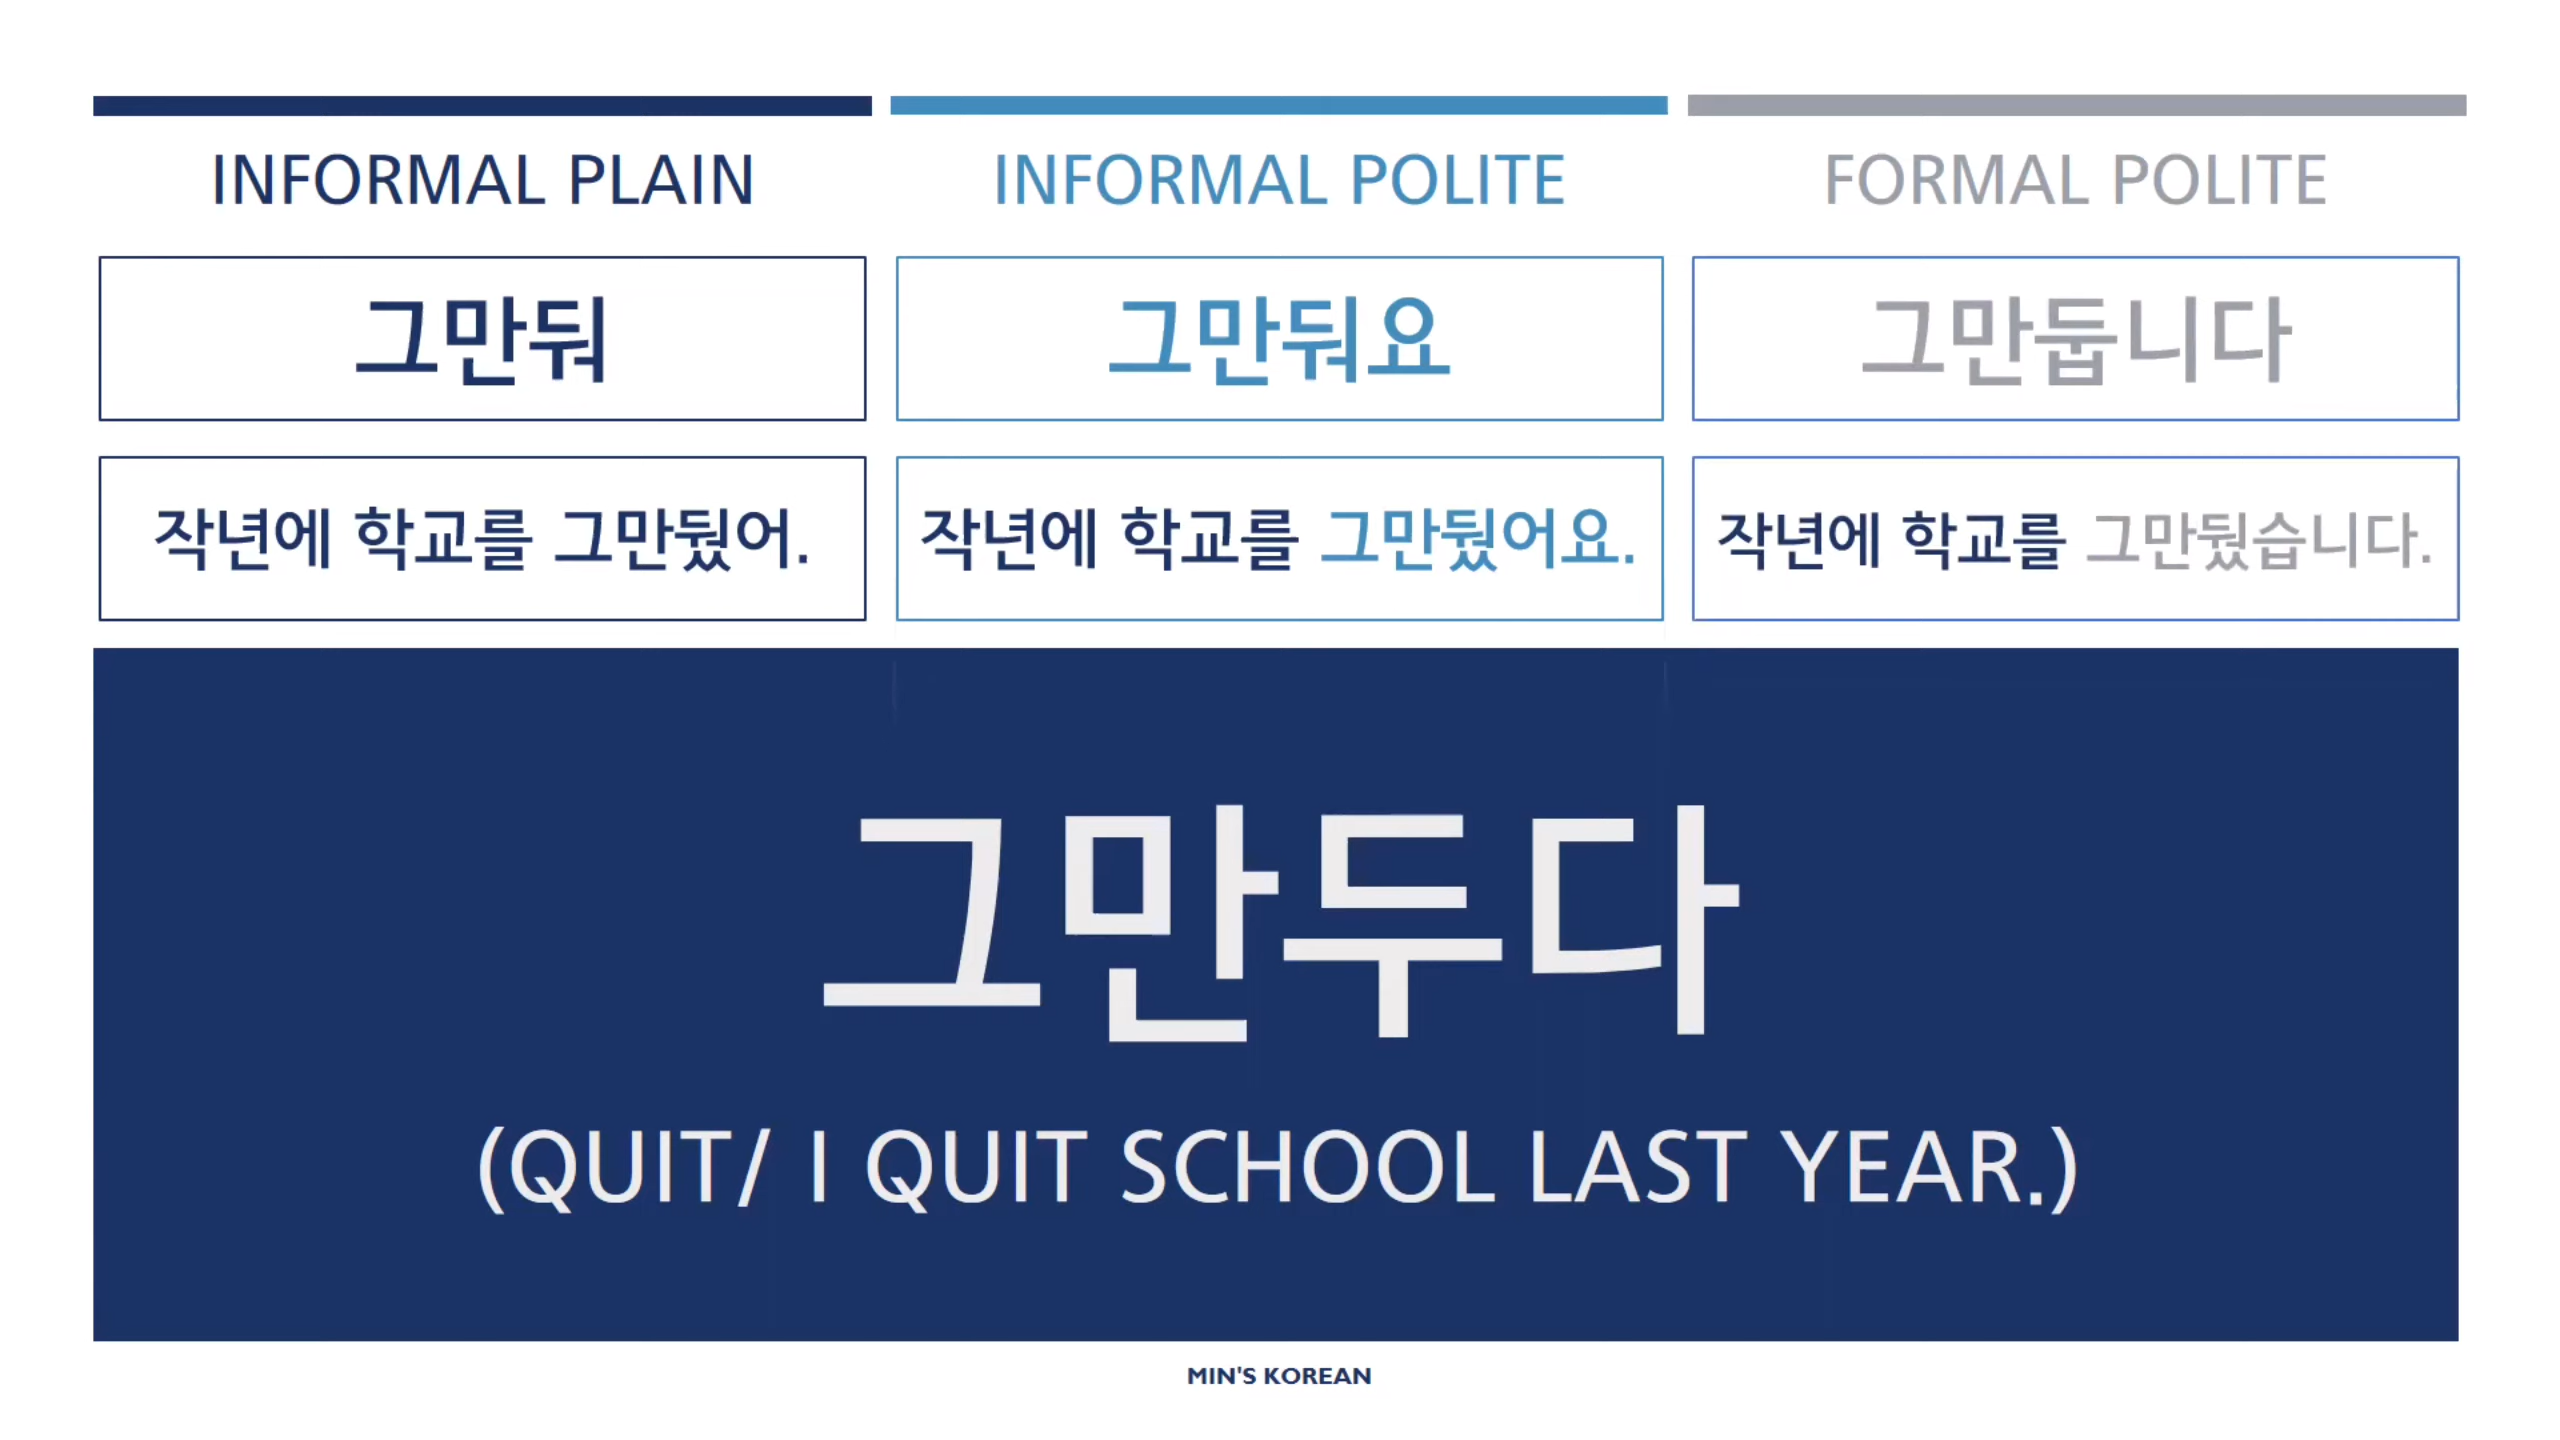 INFORMAL PLAIN
INFORMAL POLITE
FORMAL POLITE
그만둬
그만둬요
그만둡니다
작년에 학교를 그만뒀어.
작년에 학교를 그만뒀어요.
작년에 학교를 그만뒀습니다.
그만두다
(QUIT/ I QUIT SCHOOL LAST YEAR.)
MIN'S KOREAN